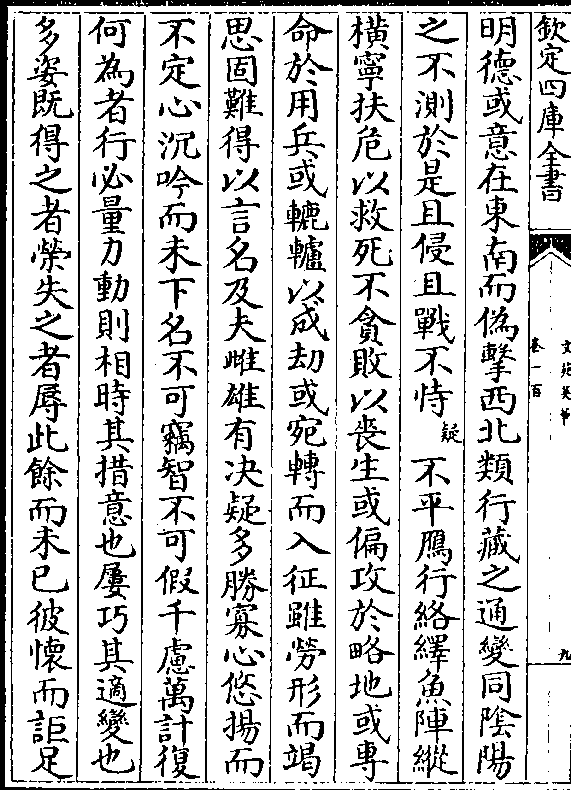 欽定四庫全書
文苑英華
卷一百
九
明德或意在東南而偽擊西北類行藏之通變同陰陽
之不測於是且侵且戰不恃疑不平鴈行絡繹魚陣縱
橫寧扶危以救死不貪敗以喪生或偏攻於略地或專
命於用兵或轆轤以成劫或宛轉而入征雖勞形而竭
思固難得以言名及夫雌雄有决疑多勝寡心悠揚而
不定心沉吟而未下名不可竊智不可假千慮萬計復
何為者行必量力動則相時其措意也屢巧其適變也
多姿既得之者榮失之者辱此餘而未已彼懷而詎足